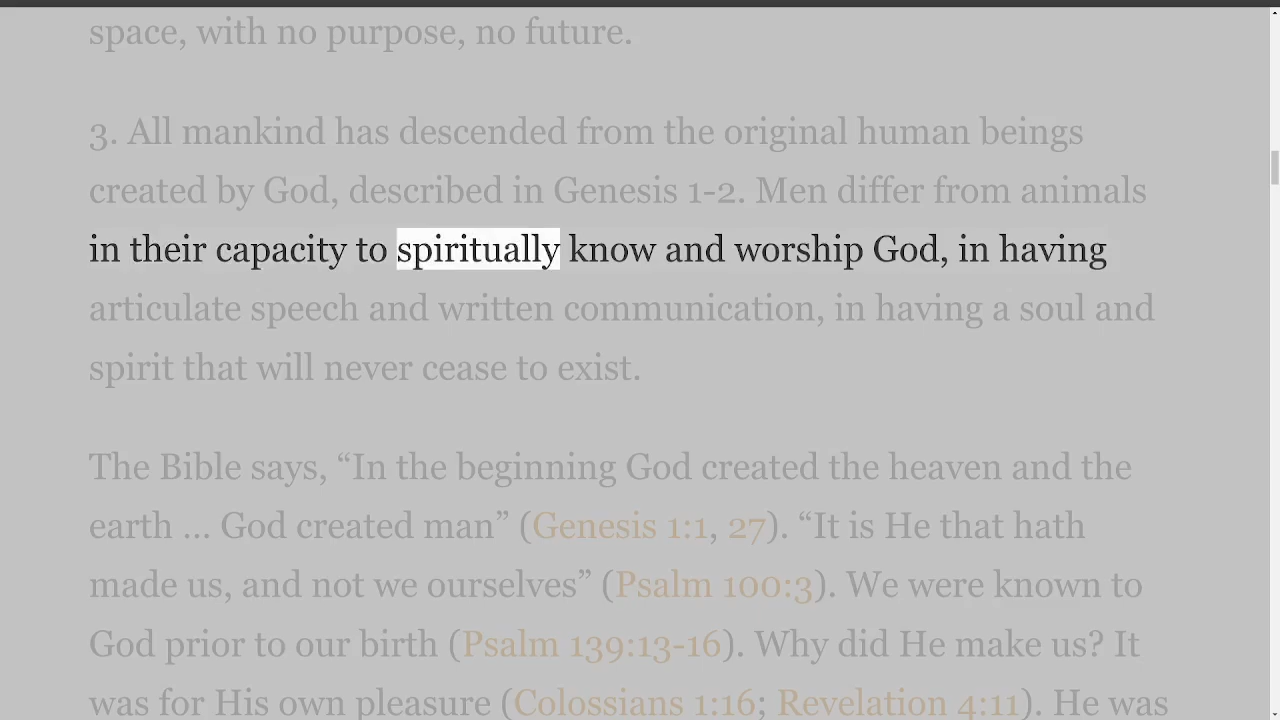 space, with no purpose, no future.
3. All mankind has descended from the original human beings
created by God, described in Genesis 1-2. Men differ from animals
in their capacity to spiritually know and worship God, in having
articulate speech and written communication, in having a soul and
spirit that will never cease to exist.
The Bible says, “In the beginning God created the heaven and the
earth ... God created man” (Genesis 1:1, 27). “It is He that hath
made us, and not we ourselves” (Psalm 100:3). We were known to
God prior to our birth (Psalm 139:13-16). Why did He make us? It
was for His own pleasure (Colossians 1:16; Revelation 4:11). He was